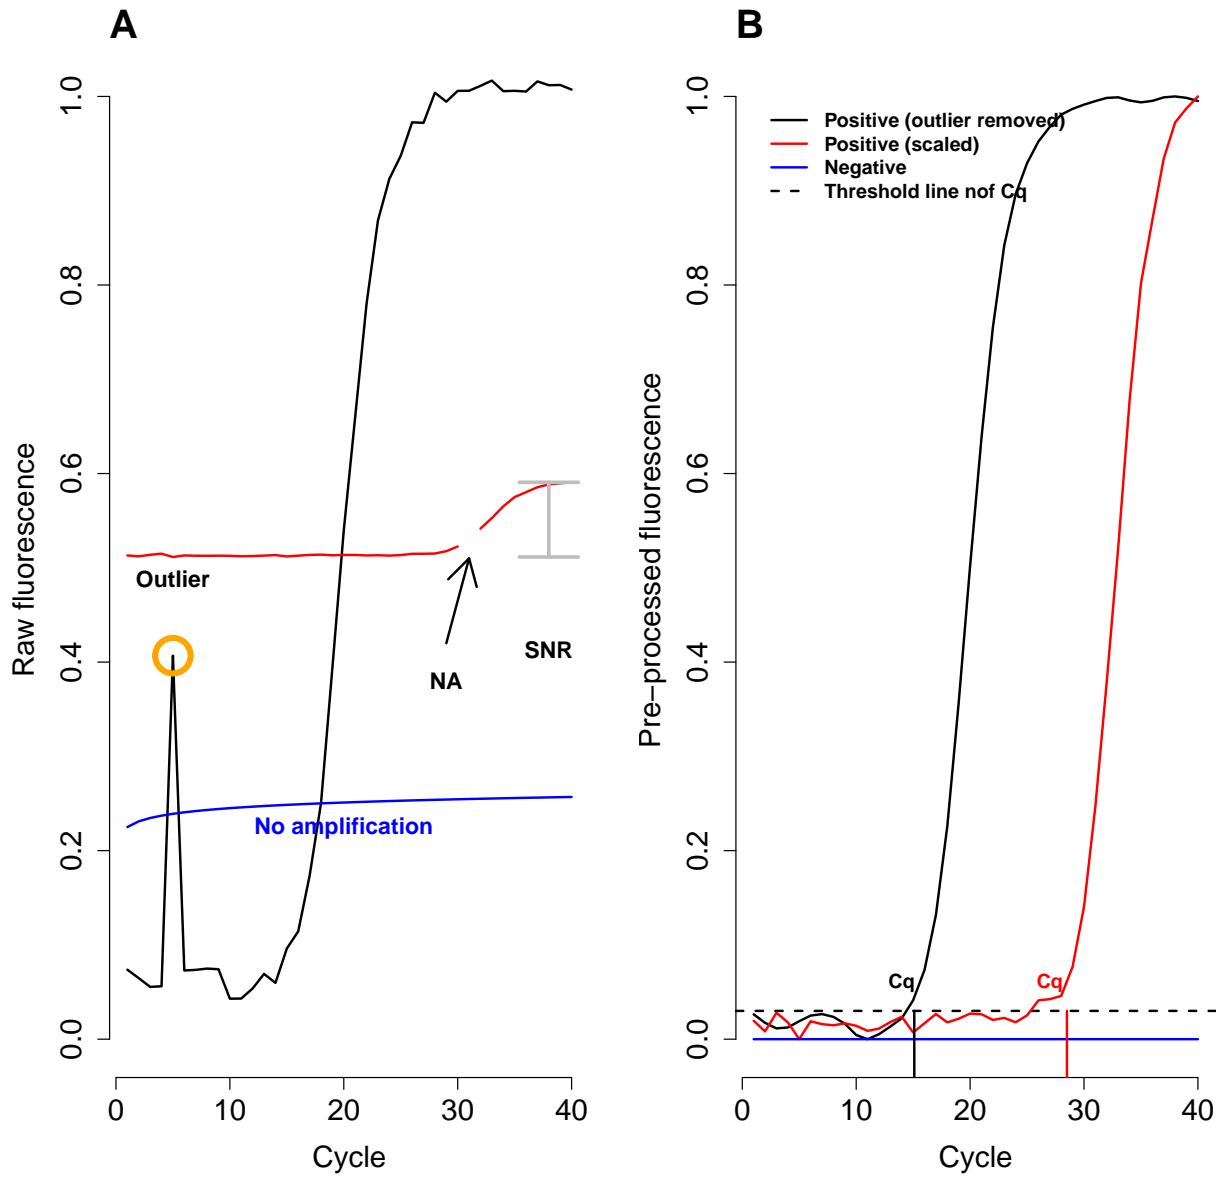 A
Raw fluorescence
1.0
0.8
0.6
0.4
0.2
0.0
Outlier
NA
SNR
No amplification
0 10 20 30 40
Cycle
B
Pre−processed fluorescence
1.0
0.8
0.6
0.4
0.2
0.0
Positive (outlier removed)
Positive (scaled)
Negative
Threshold line nof Cq
Cq Cq
0 10 20 30 40
Cycle